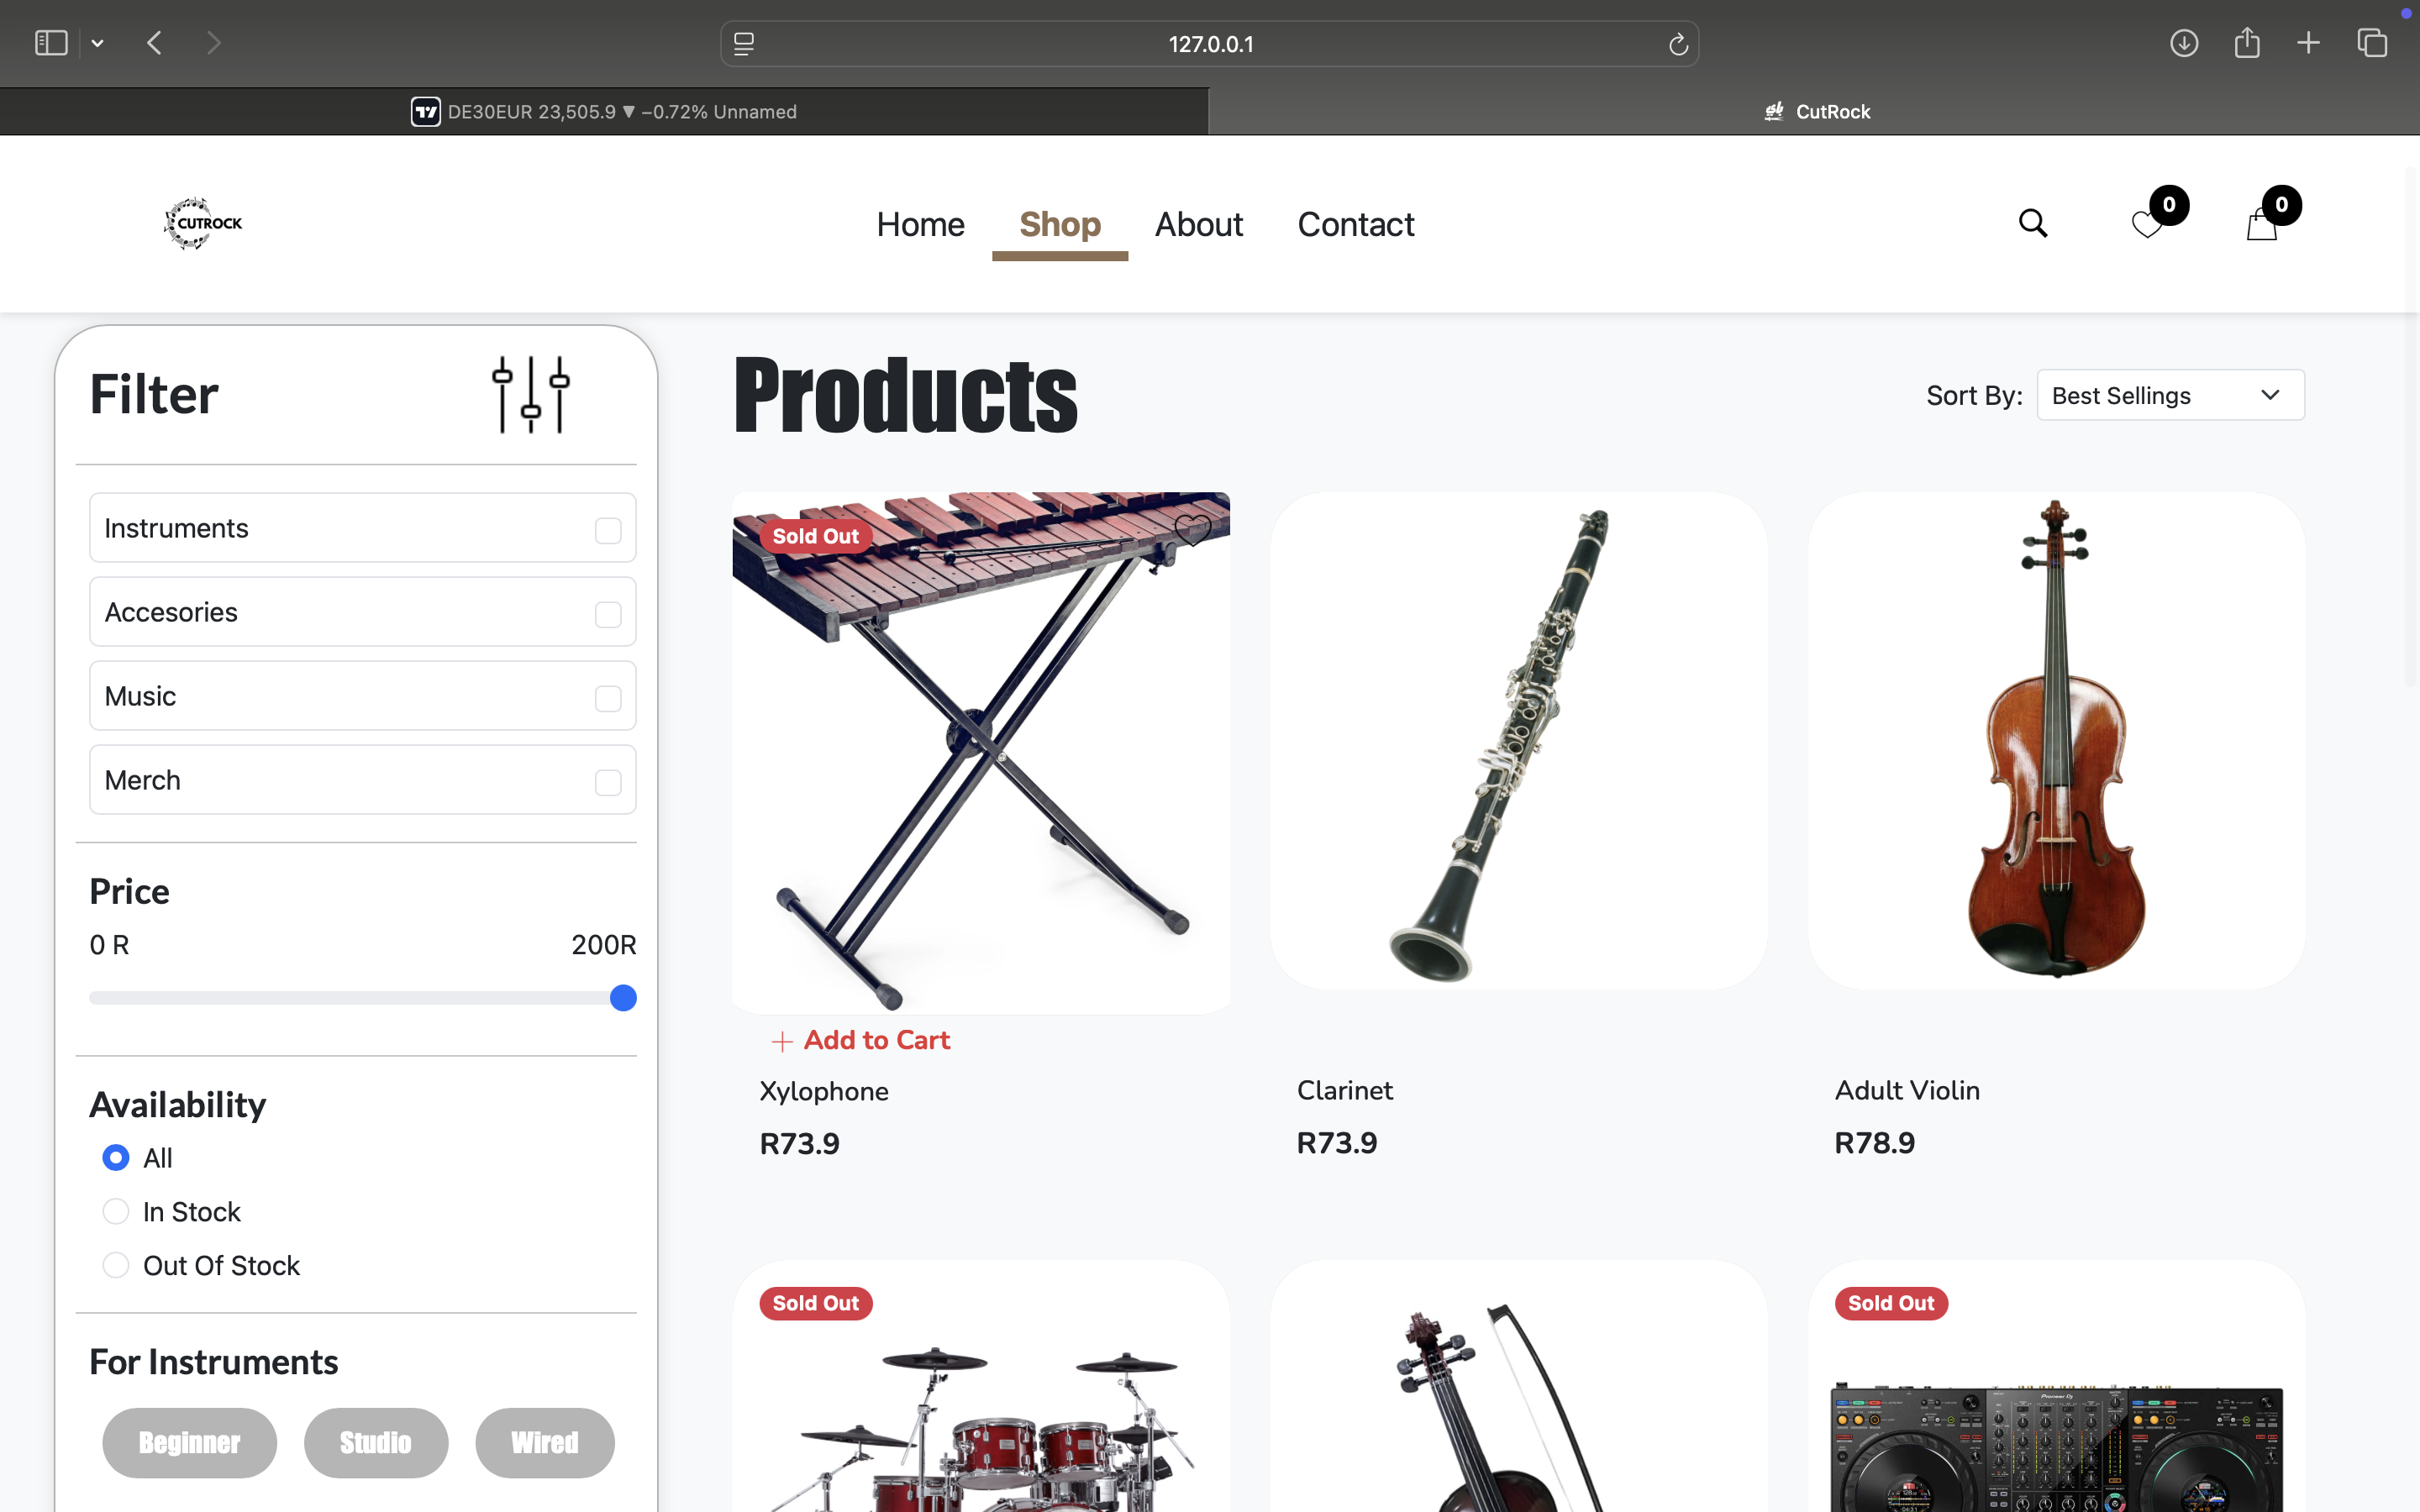 127.0.0.1
DE30EUR 23,505.9 ▼ −0.72% Unnamed
CutRock
CUTROCK
Home
Shop
About
Contact
0
0
Filter
Instruments
Accesories
Music
Merch
Price
0 R
200R
Availability
All
In Stock
Out Of Stock
For Instruments
Beginner
Studio
Wired
Products
Sort By:
Best Sellings
Sold Out
+ Add to Cart
Xylophone
R73.9
Clarinet
R73.9
Adult Violin
R78.9
Sold Out
Sold Out
Pioneer Dj